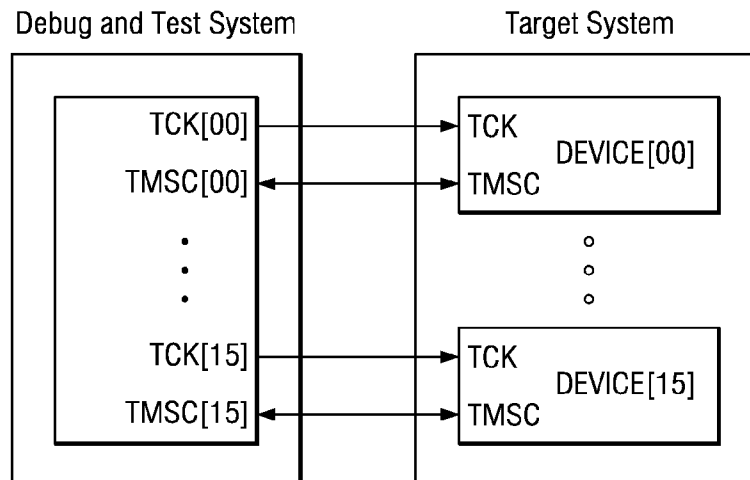 Debug and Test System
Target System
TCK[00]
TMSC[00]
TCK[15]
TMSC[15]
TCK
DEVICE[00]
TMSC
TCK
DEVICE[15]
TMSC